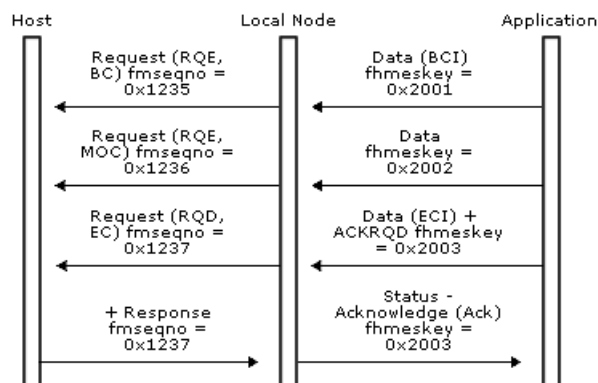 Host
Local Node
Application
Request (RQE,
BC) fmseqno =
0x1235
Data (BCI)
fhmeskey =
0x2001
Request (RQE,
MOC) fmseqno =
0x1236
Data
fhmeskey =
0x2002
Request (RQD,
EC) fmseqno =
0x1237
Data (ECI) +
ACKRQD fhmeskey
= 0x2003
+ Response
fmseqno =
0x1237
Status -
Acknowledge (Ack)
fhmeskey =
0x2003